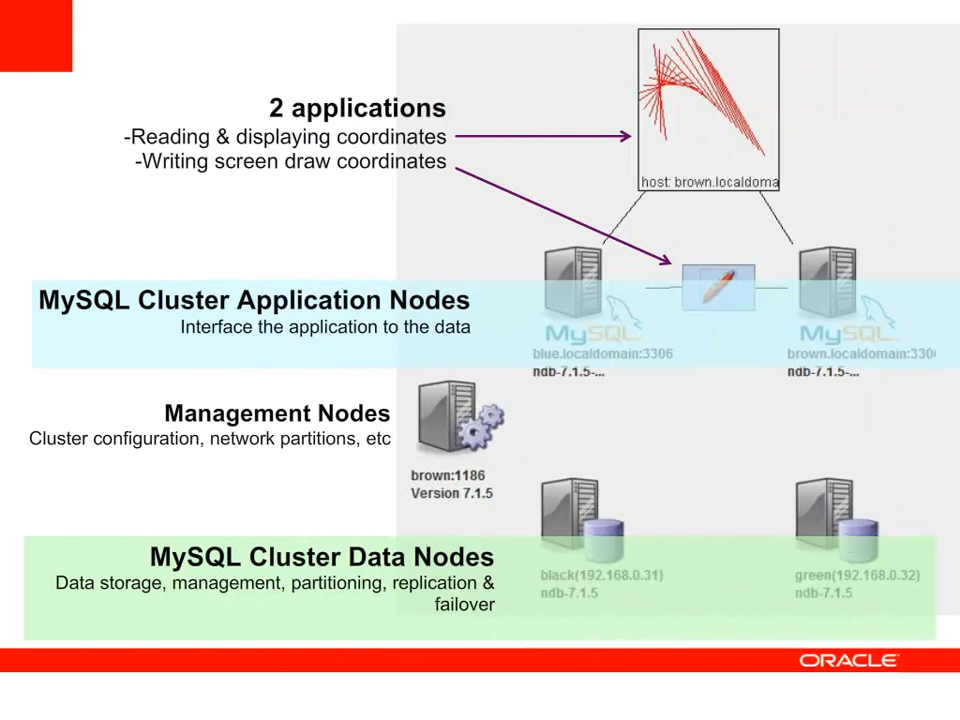 2 applications
-Reading & displaying coordinates
-Writing screen draw coordinates
host: brown.localdoma
MySQL Cluster Application Nodes
Interface the application to the data
MySQL
blue.localdomain:3306
ndb-7.1.5-...
MySQL
brown.localdomain:330
ndb-7.1.5-...
Management Nodes
Cluster configuration, network partitions, etc
brown:1186
Version 7.1.5
MySQL Cluster Data Nodes
Data storage, management, partitioning, replication &
failover
black(192.168.0.31)
ndb-7.1.5
green(192.168.0.32)
ndb-7.1.5
ORACLE